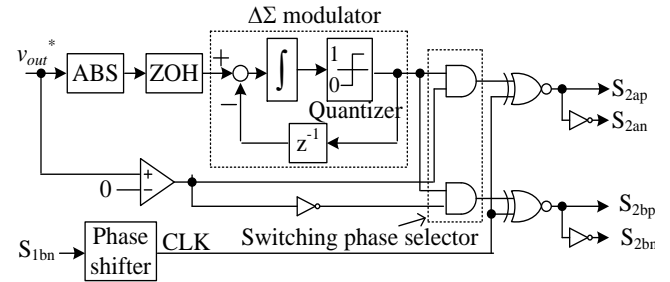 ΔΣ modulator
v_out*
ABS
ZOH
+
−
∫
1
0
Quantizer
z^-1
S_2ap
S_2an
+
0
−
S_2bp
S_2bn
Switching phase selector
S_1bn
Phase
shifter
CLK